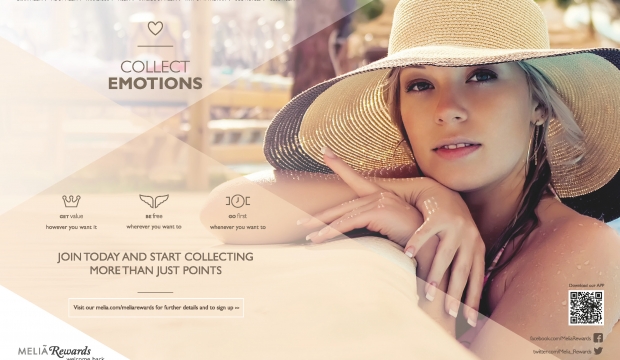 COLLECT
EMOTIONS
GET value
however you want it
BE free
wherever you want to
GO first
whenever you want to
JOIN TODAY AND START COLLECTING
MORE THAN JUST POINTS
Visit our melia.com/meliarewards for further details and to sign up ››
Download our APP
facebook.com/MeliaRewards
twitter.com/Melia_Rewards
MELIÃ Rewards
welcome back